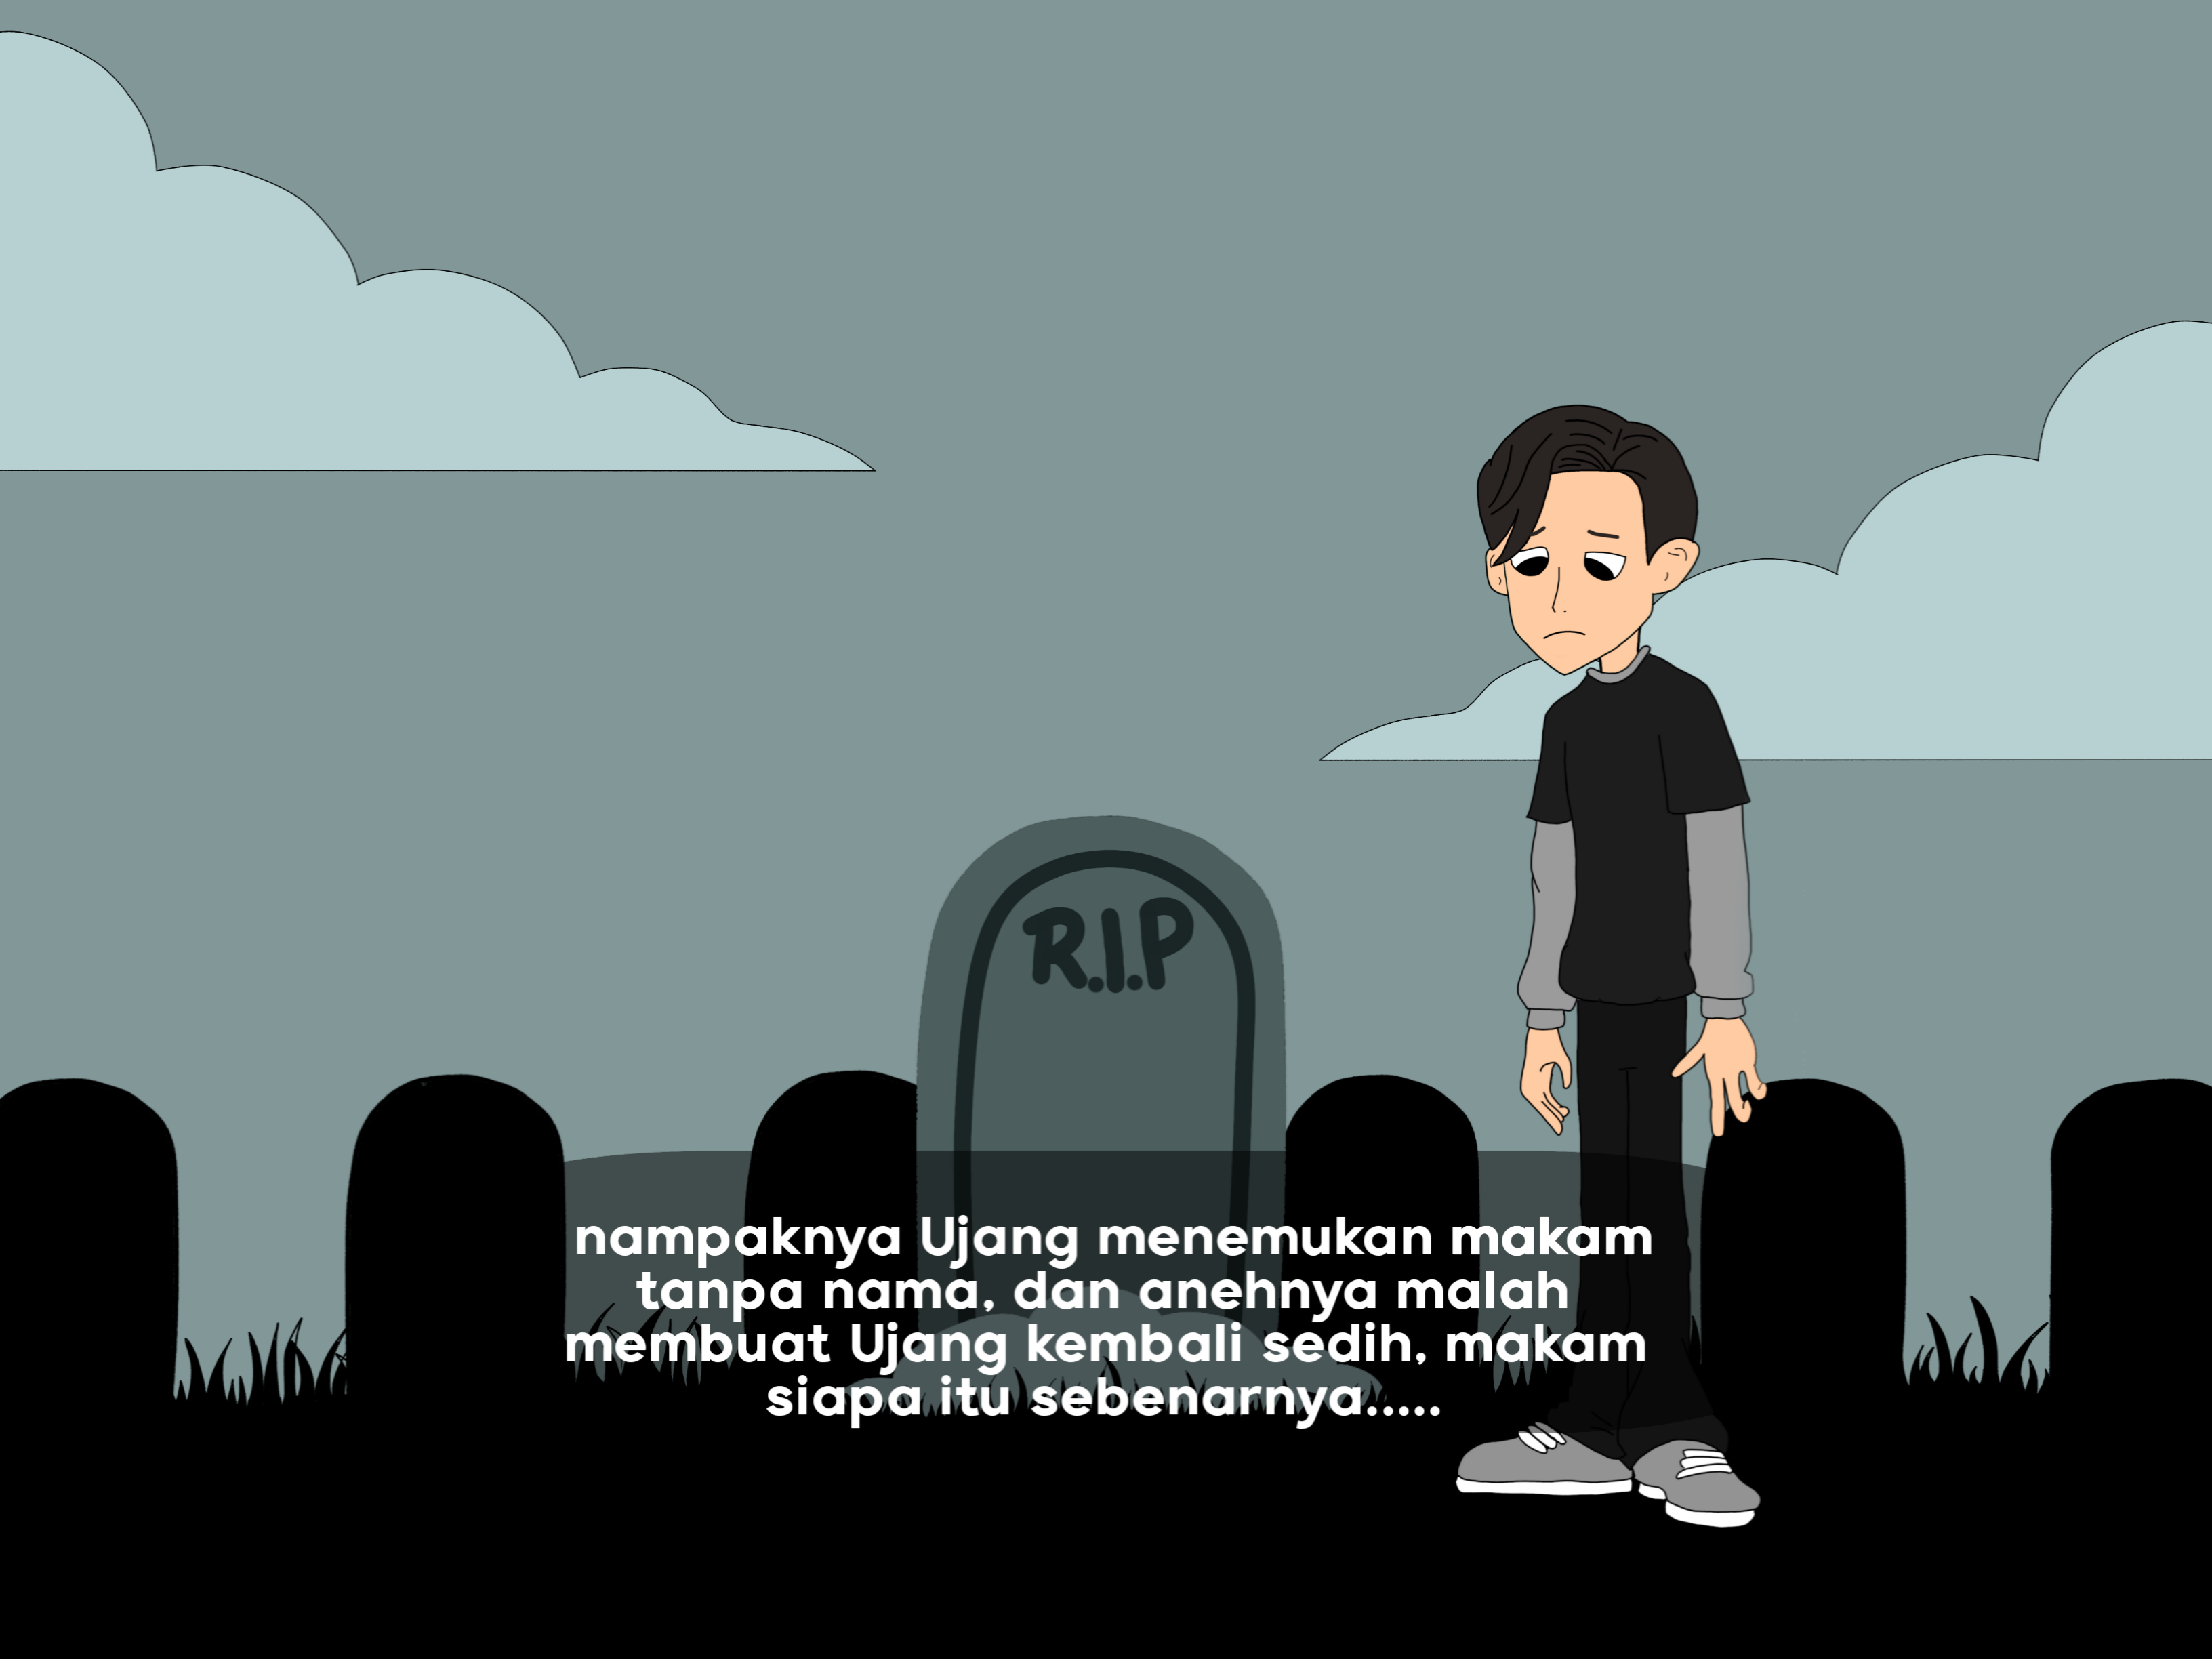 R.I.P
nampaknya Ujang menemukan makam
tanpa nama, dan anehnya malah
membuat Ujang kembali sedih, makam
siapa itu sebenarnya.....